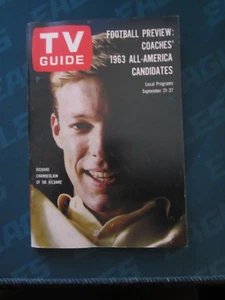 TV
GUIDE
FOOTBALL PREVIEW:
COACHES'
1963 ALL-AMERICA
CANDIDATES
Local Programs
September 21-27
RICHARD
CHAMBERLAIN
OF 'DR. KILDARE'